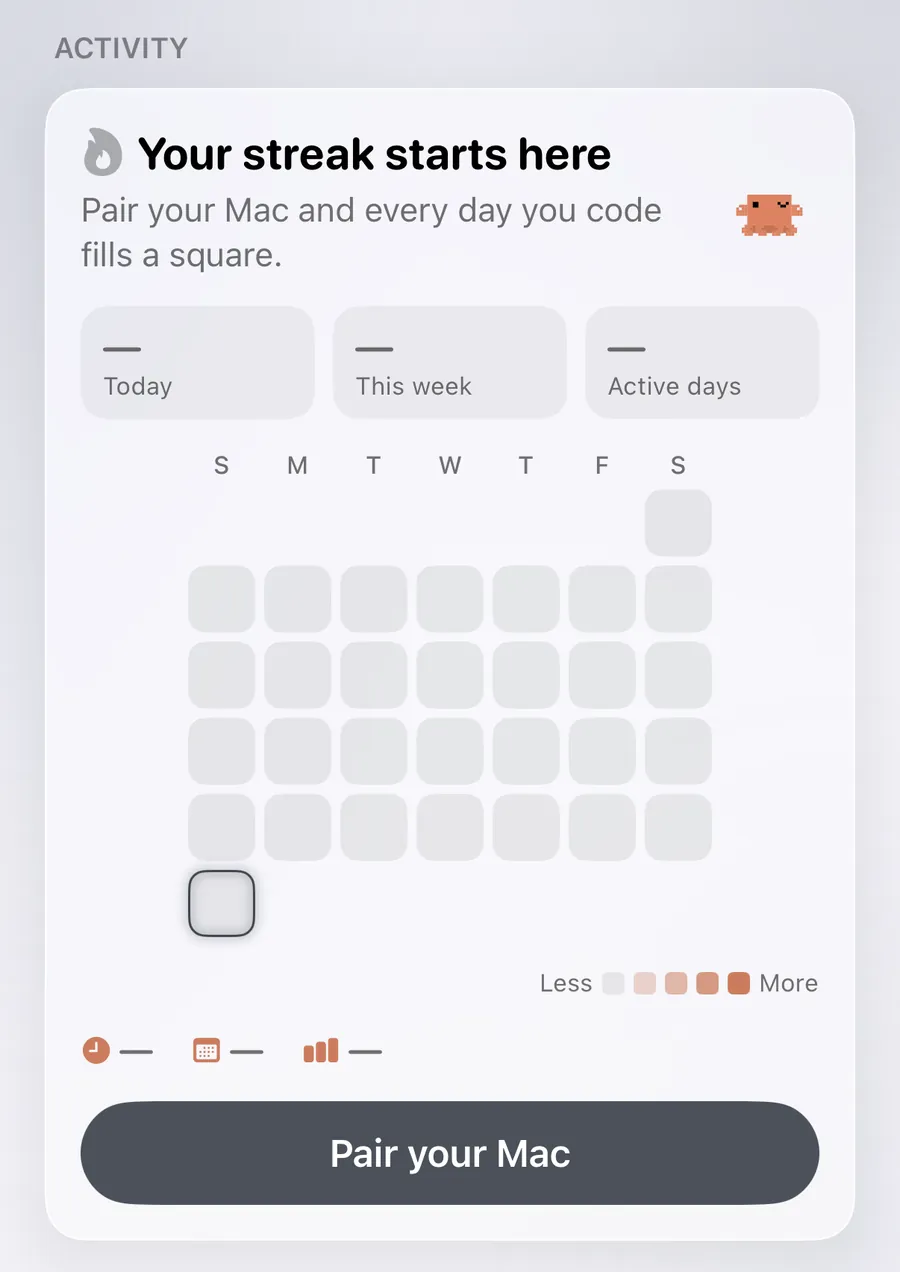 ACTIVITY
Your streak starts here
Pair your Mac and every day you code
fills a square.
—
Today
—
This week
—
Active days
S M T W T F S
Less More
— — —
Pair your Mac